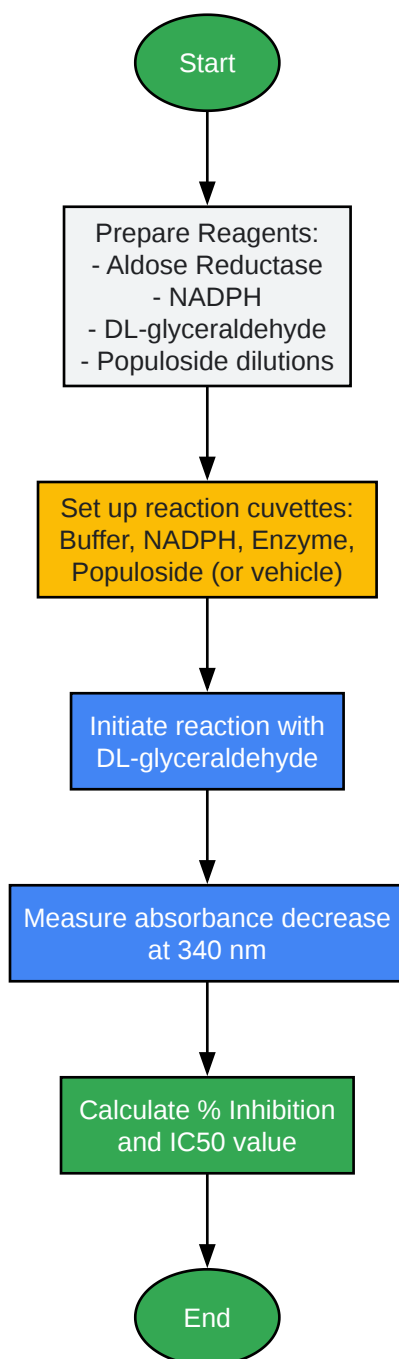 Start
Prepare Reagents:
- Aldose Reductase
- NADPH
- DL-glyceraldehyde
- Populoside dilutions
Set up reaction cuvettes:
Buffer, NADPH, Enzyme,
Populoside (or vehicle)
Initiate reaction with
DL-glyceraldehyde
Measure absorbance decrease
at 340 nm
Calculate % Inhibition
and IC50 value
End